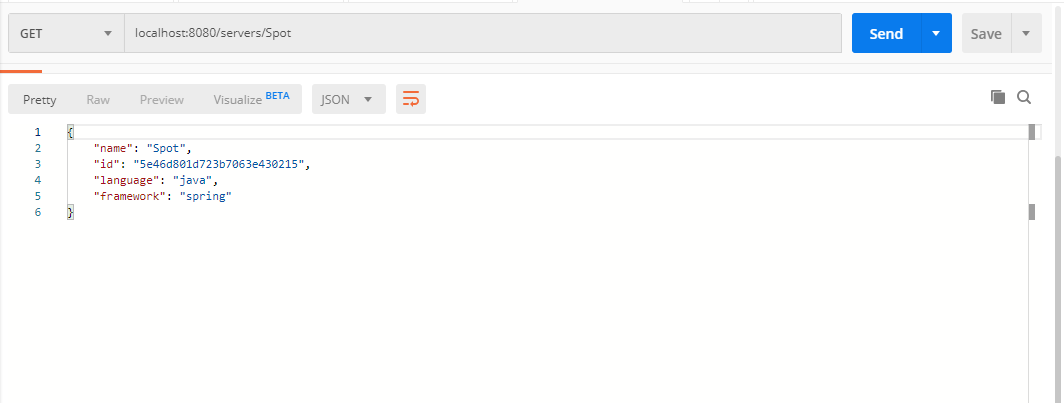 GET localhost:8080/servers/Spot Send Save
Pretty Raw Preview Visualize BETA JSON
1 {
2 "name": "Spot",
3 "id": "5e46d801d723b7063e430215",
4 "language": "java",
5 "framework": "spring"
6 }